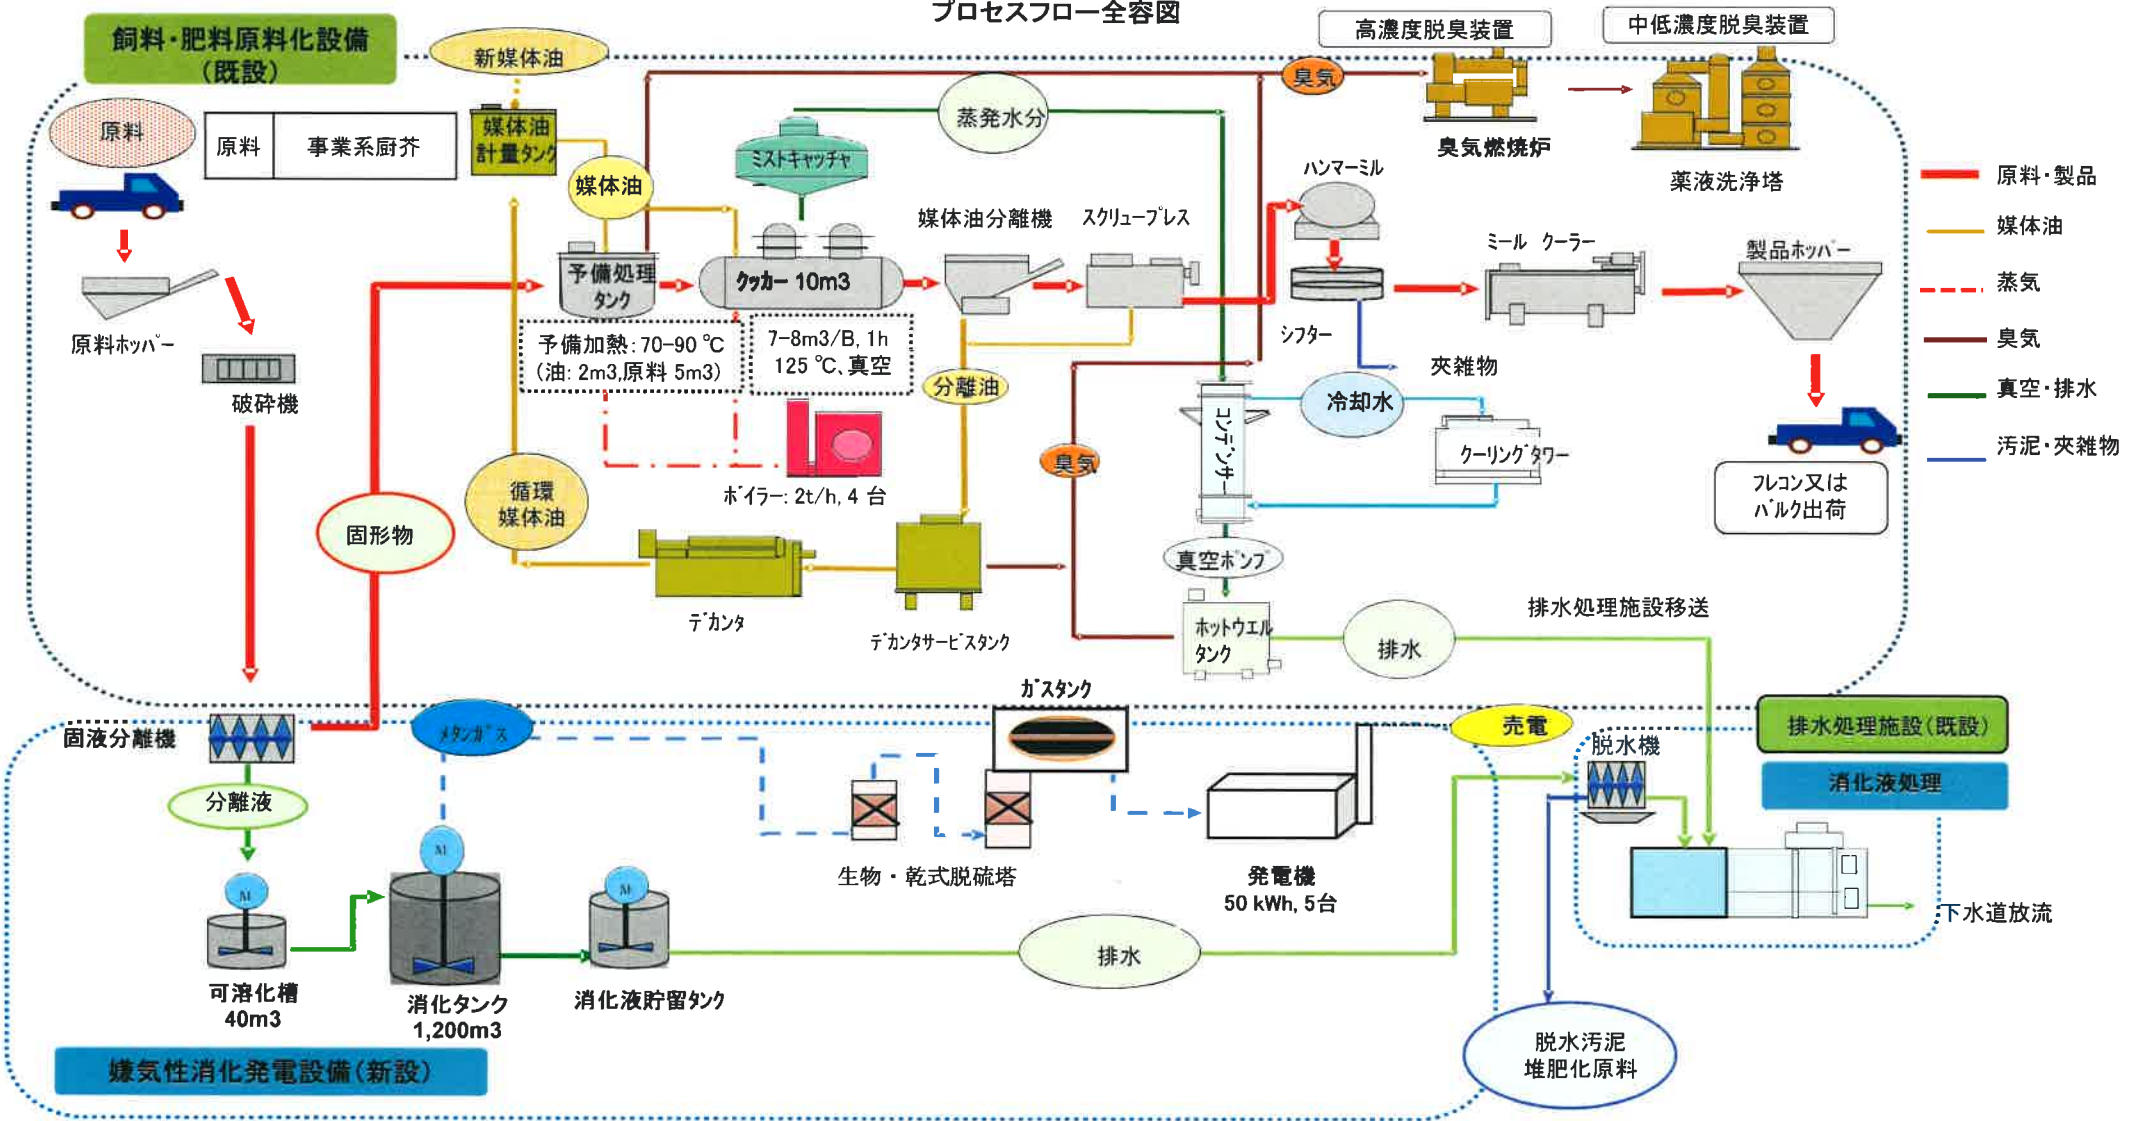 プロセスフロー全容図
飼料・肥料原料化設備
(既設)
新媒体油
高濃度脱臭装置
中低濃度脱臭装置
臭気
原料
原料
事業系厨芥
媒体油
計量タンク
媒体油
ミストキャッチャ
蒸発水分
臭気燃焼炉
薬液洗浄塔
ハンマーミル
原料・製品
媒体油
蒸気
臭気
真空・排水
汚泥・夾雑物
媒体油分離機
スクリュープレス
ミール クーラー
製品ホッパー
予備処理
タンク
クッカー 10m3
原料ホッパー
シフター
夾雑物
予備加熱:70-90 ℃
(油: 2m3,原料 5m3)
7-8m3/B, 1h
125 ℃、真空
分離油
破砕機
コンデンサー
冷却水
クーリングタワー
臭気
ボイラー: 2t/h, 4 台
フレコン又は
バルク出荷
循環
媒体油
固形物
真空ポンプ
デカンタ
デカンタサービスタンク
ホットウエル
タンク
排水
排水処理施設移送
ガスタンク
固液分離機
メタンガス
売電
排水処理施設(既設)
脱水機
消化液処理
分離液
生物・乾式脱硫塔
発電機
50 kWh, 5台
M
M
M
下水道放流
可溶化槽
40m3
消化タンク
1,200m3
消化液貯留タンク
排水
脱水汚泥
堆肥化原料
嫌気性消化発電設備(新設)